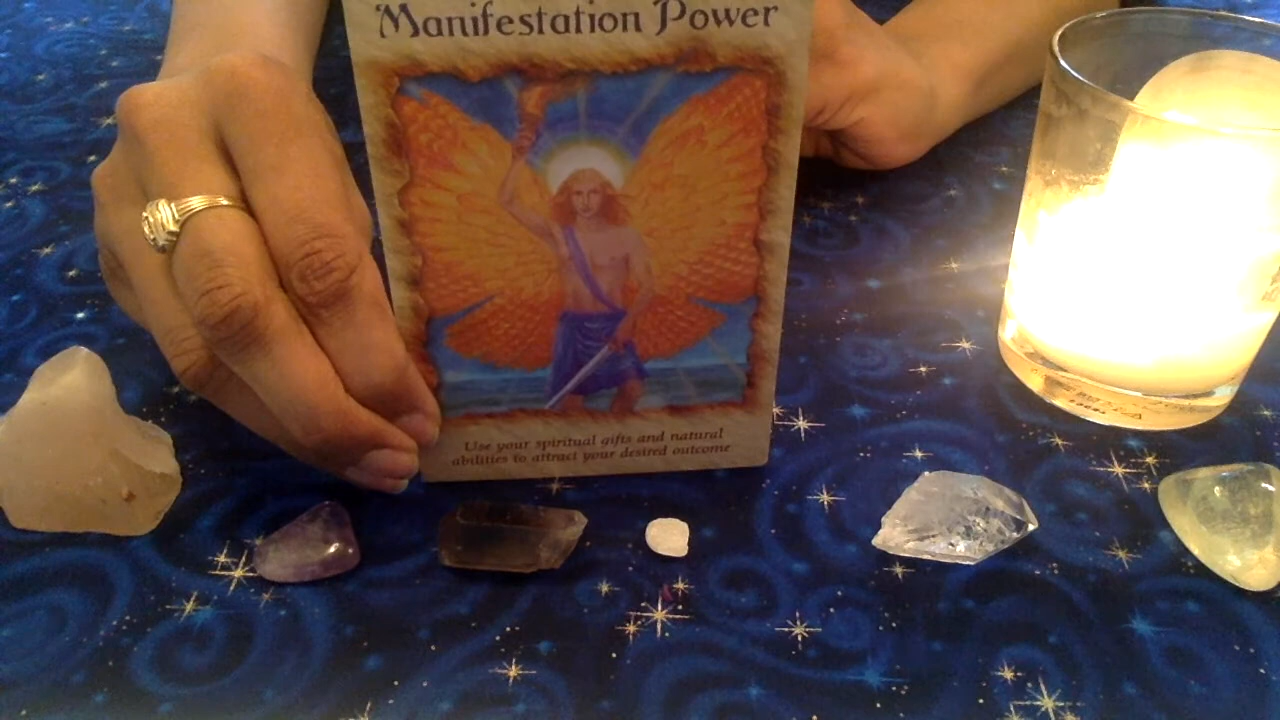 Manifestation Power
Use your spiritual gifts and natural
abilities to attract your desired outcome